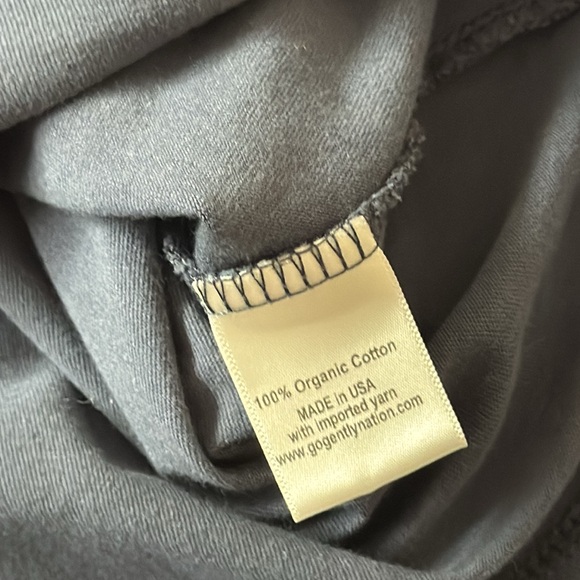 100% Organic Cotton
MADE in USA
with imported yarn
www.gogentlynation.com